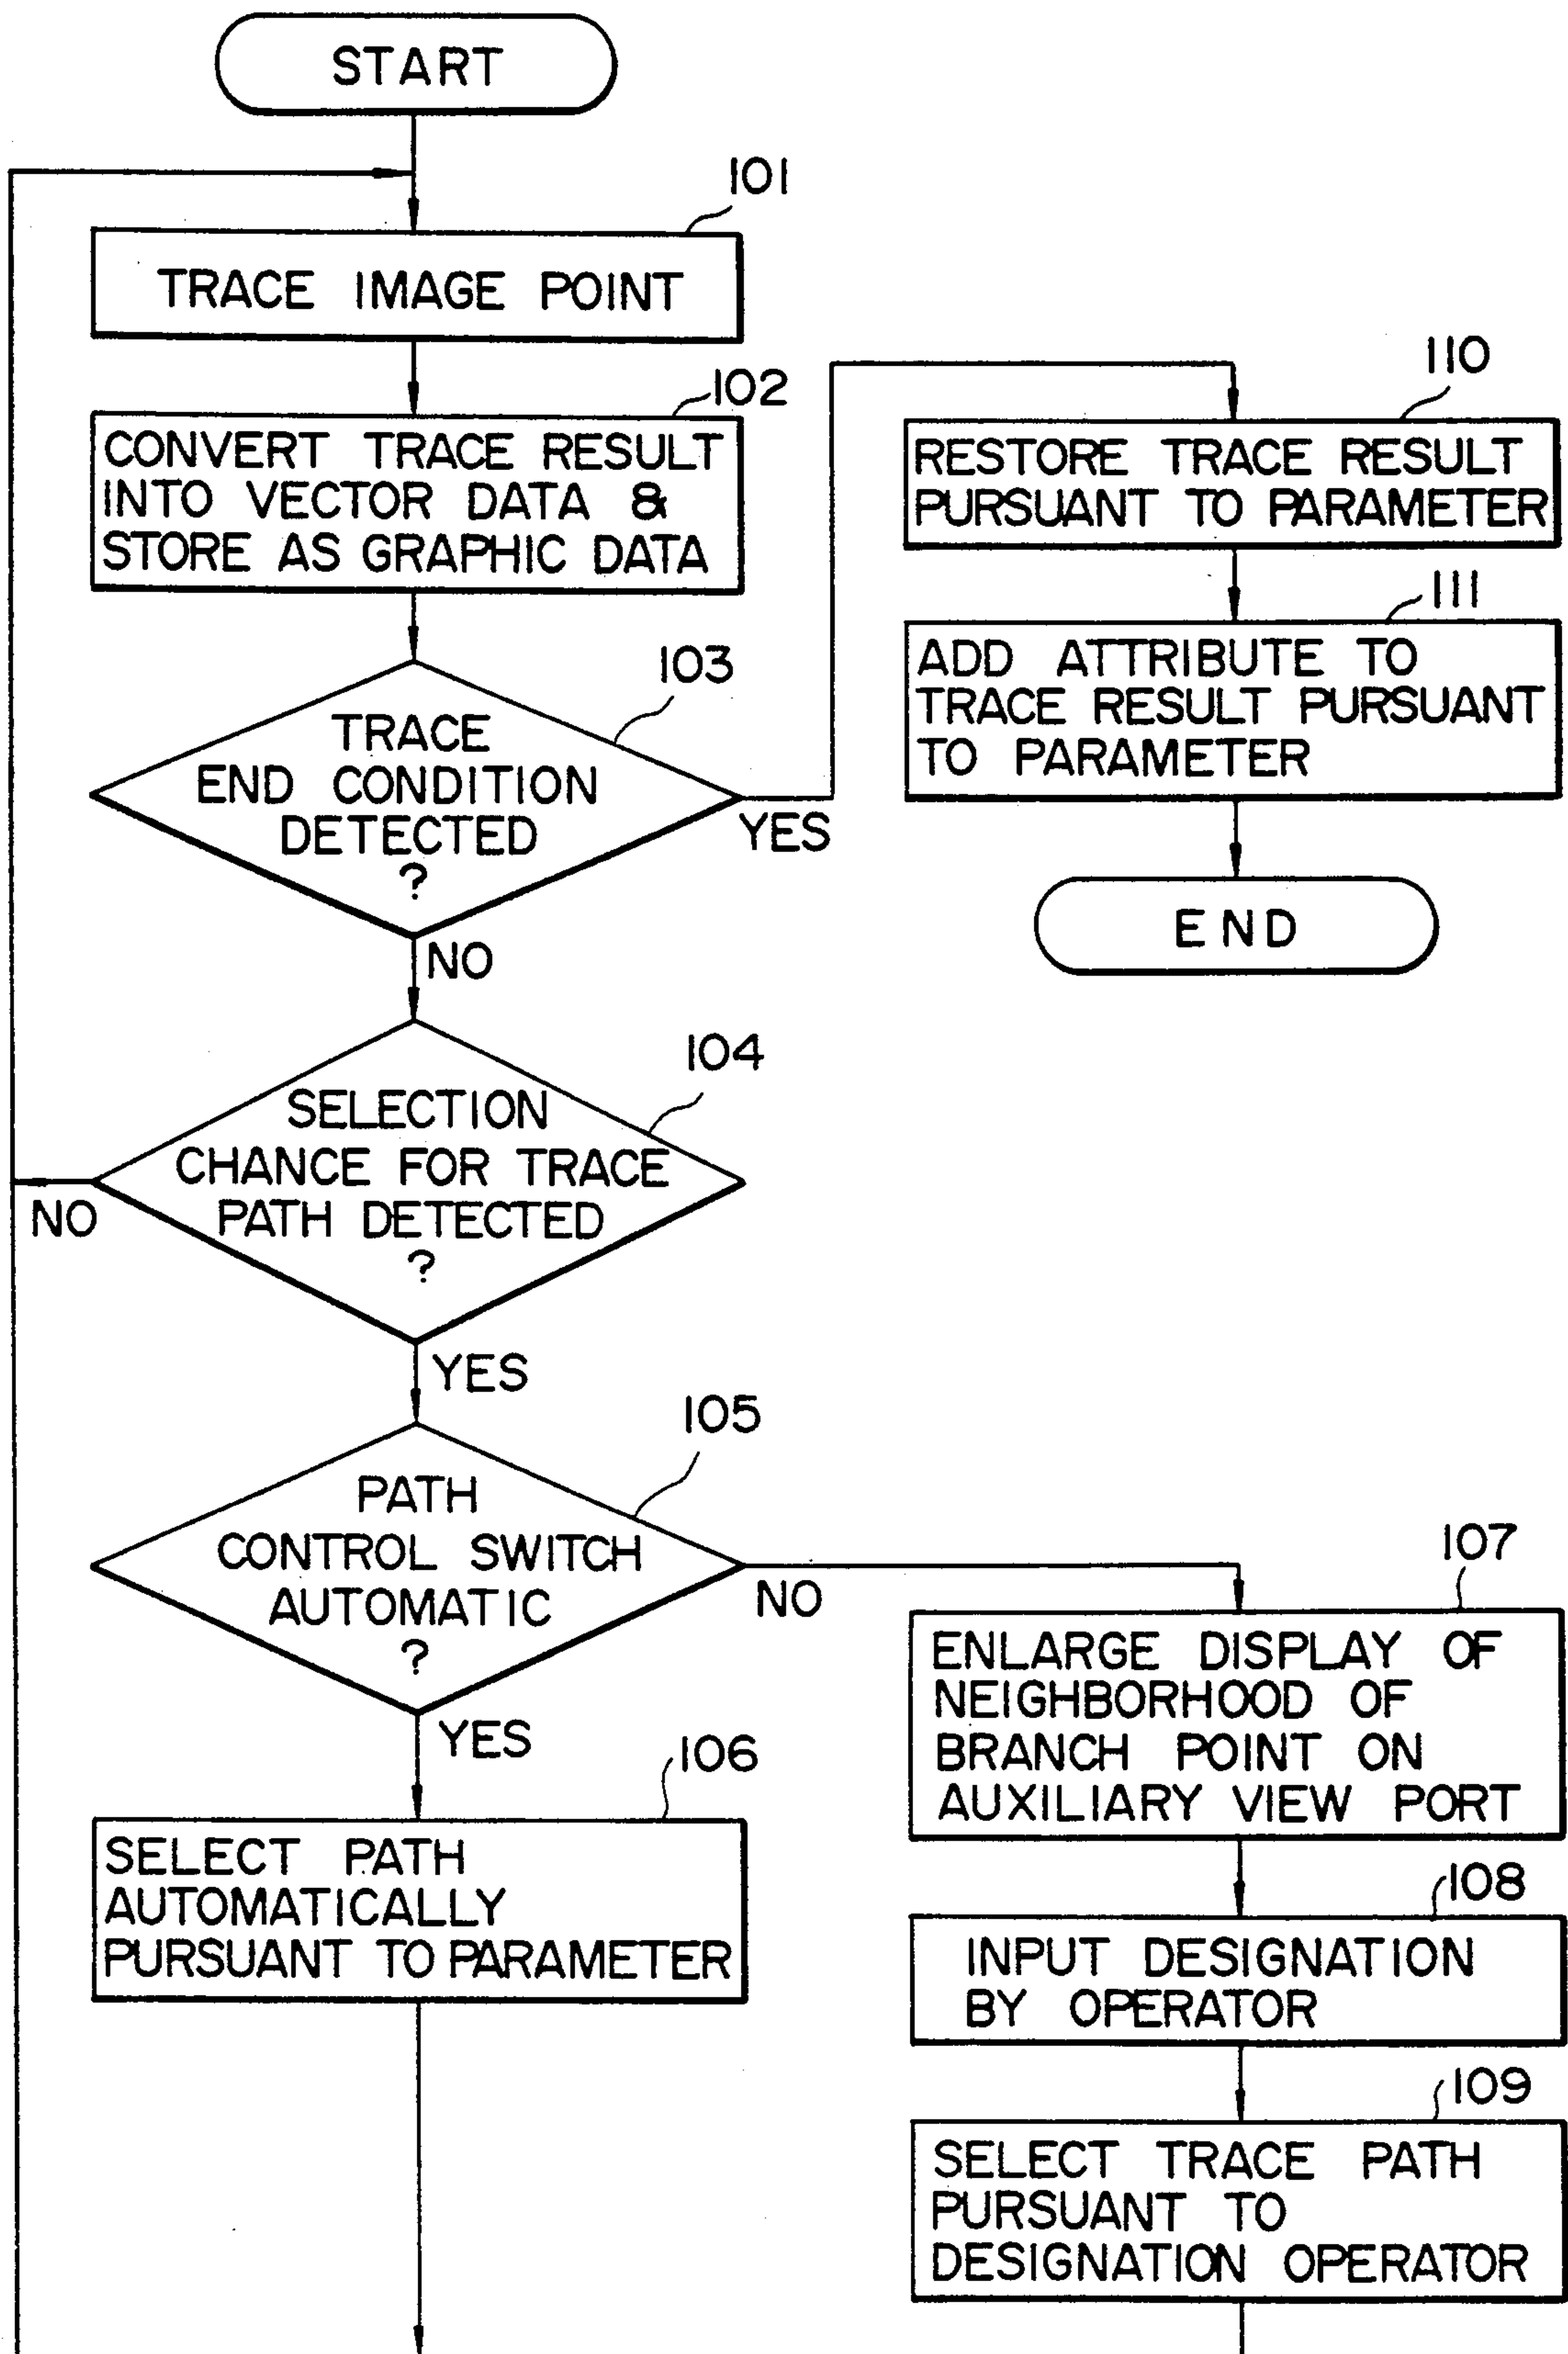 START
101
TRACE IMAGE POINT
102
CONVERT TRACE RESULT
INTO VECTOR DATA &
STORE AS GRAPHIC DATA
103
TRACE
END CONDITION
DETECTED
?
YES
NO
110
RESTORE TRACE RESULT
PURSUANT TO PARAMETER
111
ADD ATTRIBUTE TO
TRACE RESULT PURSUANT
TO PARAMETER
END
104
SELECTION
CHANCE FOR TRACE
PATH DETECTED
?
NO
YES
105
PATH
CONTROL SWITCH
AUTOMATIC
?
NO
YES
106
SELECT PATH
AUTOMATICALLY
PURSUANT TO PARAMETER
107
ENLARGE DISPLAY OF
NEIGHBORHOOD OF
BRANCH POINT ON
AUXILIARY VIEW PORT
108
INPUT DESIGNATION
BY OPERATOR
109
SELECT TRACE PATH
PURSUANT TO
DESIGNATION OPERATOR